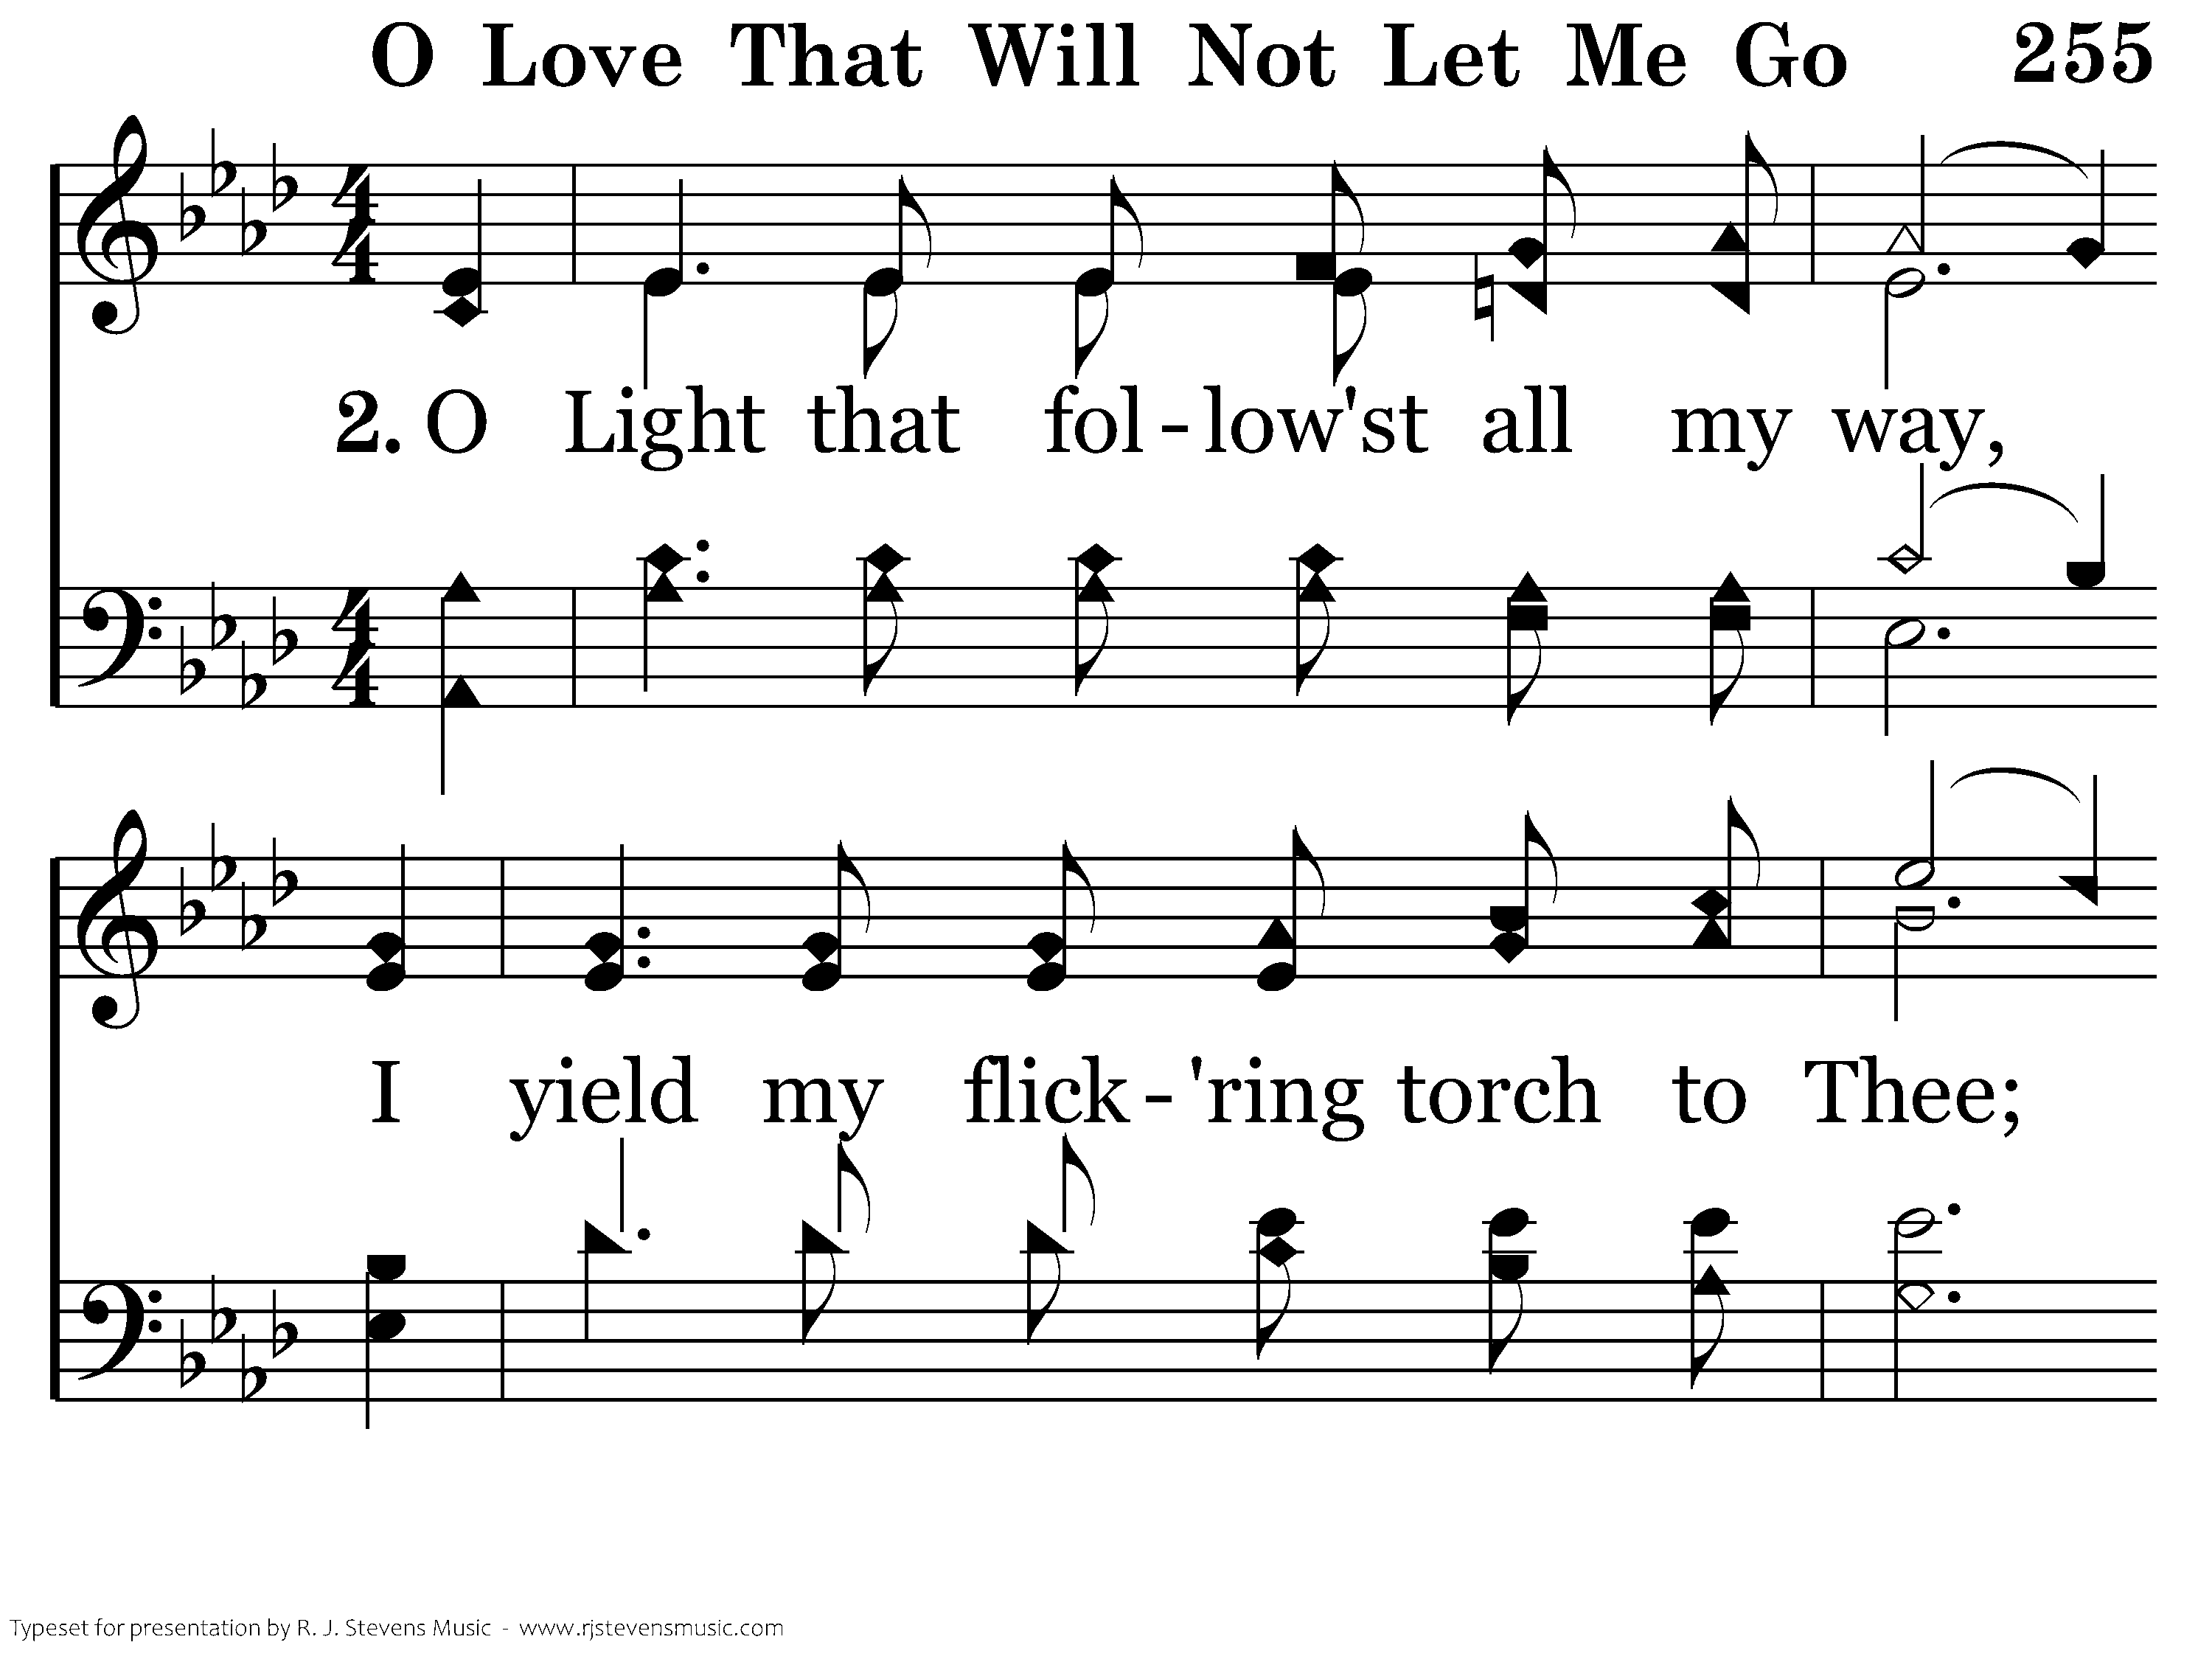 O Love That Will Not Let Me Go 255
2. O Light that fol - low'st all my way,
I yield my flick - 'ring torch to Thee;
Typeset for presentation by R. J. Stevens Music - www.rjstevensmusic.com